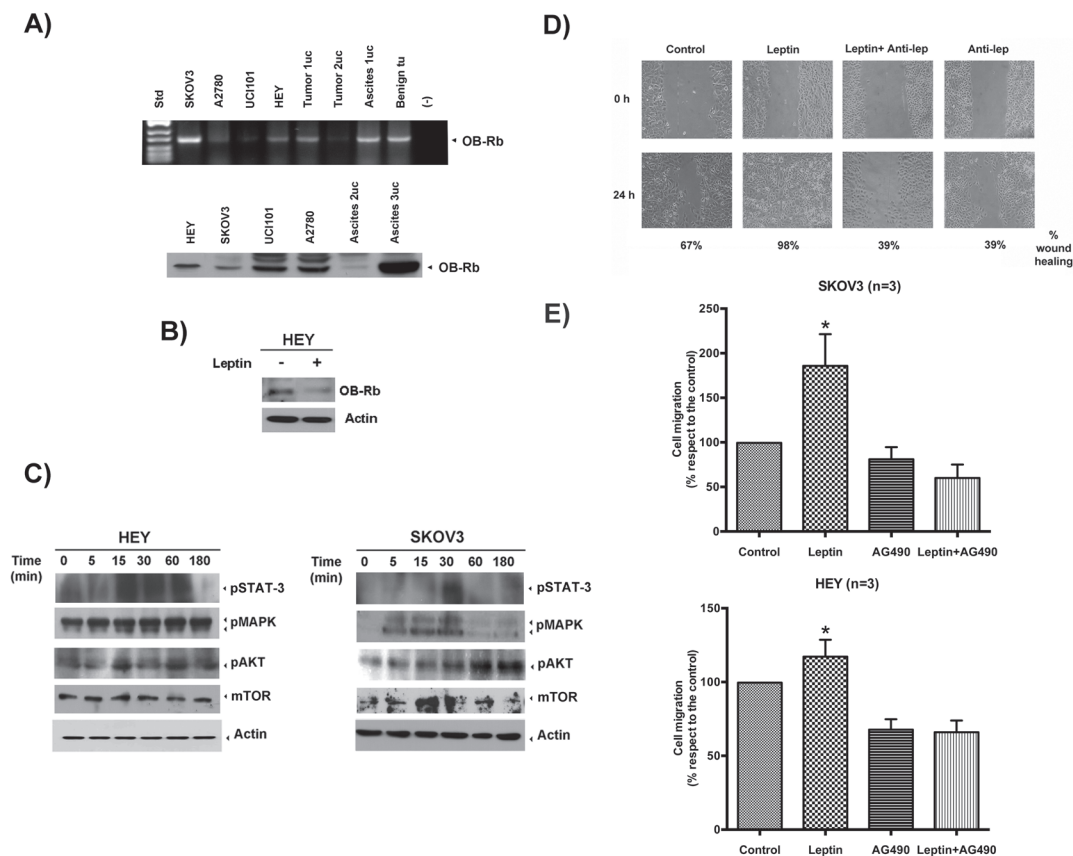 A)
Std
SKOV3
A2780
UCI101
HEY
Tumor 1uc
Tumor 2uc
Ascites 1uc
Benign tu
(-)
OB-Rb
HEY
SKOV3
UCI101
A2780
Ascites 2uc
Ascites 3uc
OB-Rb
B)
HEY
Leptin - +
OB-Rb
Actin
C)
HEY
Time (min)
0 5 15 30 60 180
pSTAT-3
pMAPK
pAKT
mTOR
Actin
SKOV3
Time (min)
0 5 15 30 60 180
pSTAT-3
pMAPK
pAKT
mTOR
Actin
D)
Control Leptin Leptin+ Anti-lep Anti-lep
0 h
24 h
67% 98% 39% 39%
%
wound
healing
E)
SKOV3 (n=3)
Cell migration
(% respect to the control)
250
200
150
100
50
0
*
Control Leptin AG490 Leptin+AG490
HEY (n=3)
Cell migration
(% respect to the control)
150
100
50
0
*
Control Leptin AG490 Leptin+AG490